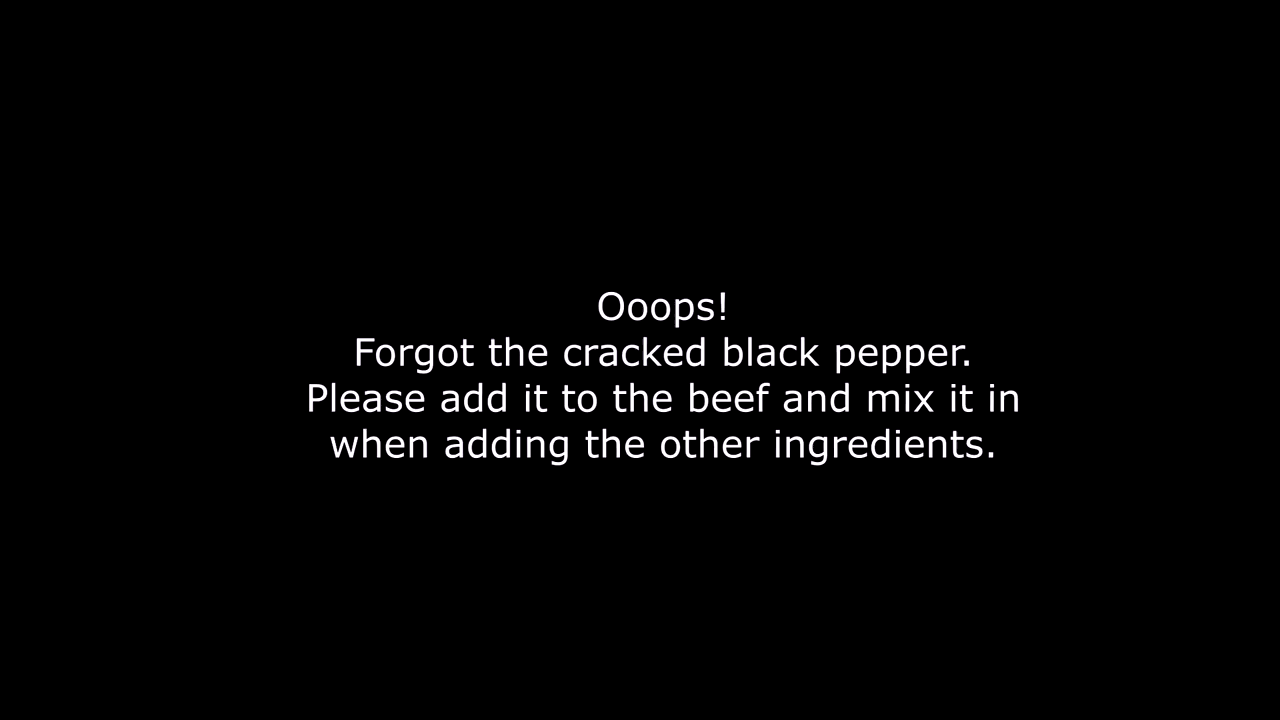 Ooops!
Forgot the cracked black pepper.
Please add it to the beef and mix it in
when adding the other ingredients.